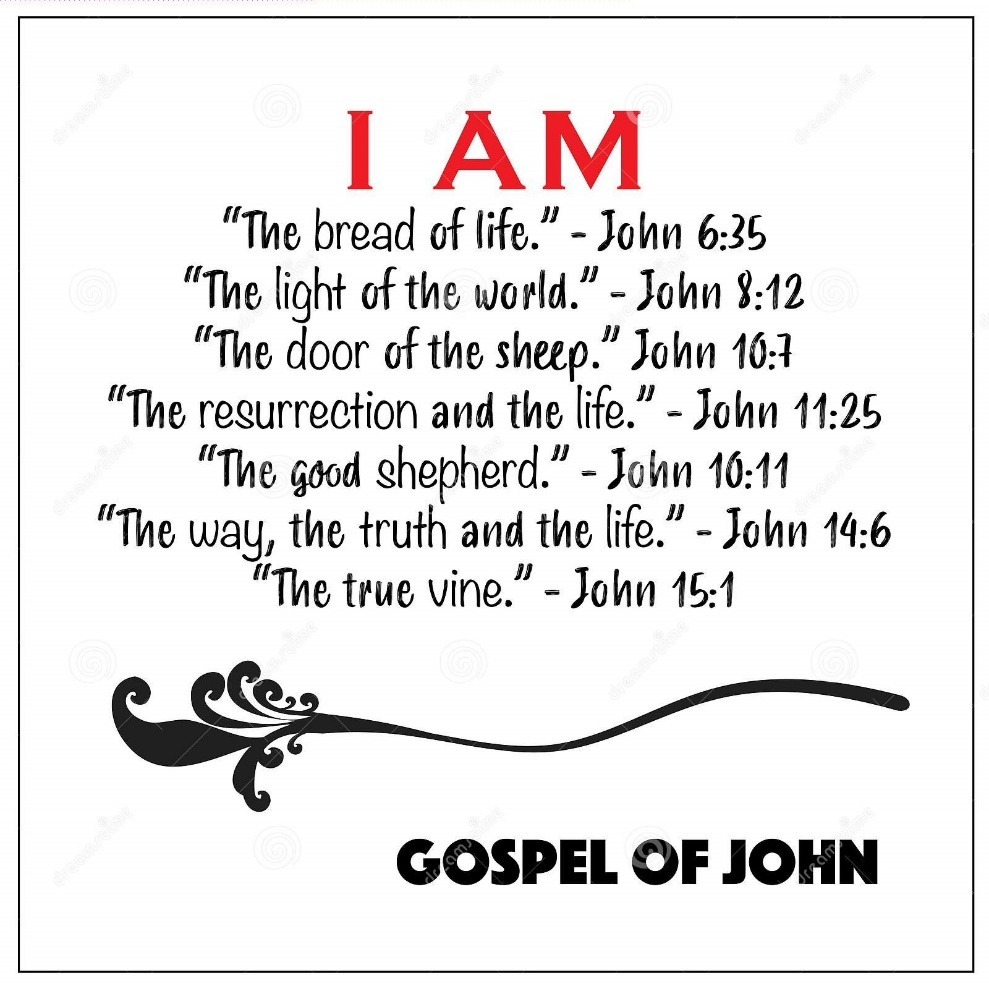 I AM
"The bread of life." - John 6:35
"The light of the world." - John 8:12
"The door of the sheep." John 10:7
"The resurrection and the life." - John 11:25
"The good shepherd." - John 10:11
"The way, the truth and the life." - John 14:6
"The true vine." - John 15:1
GOSPEL OF JOHN